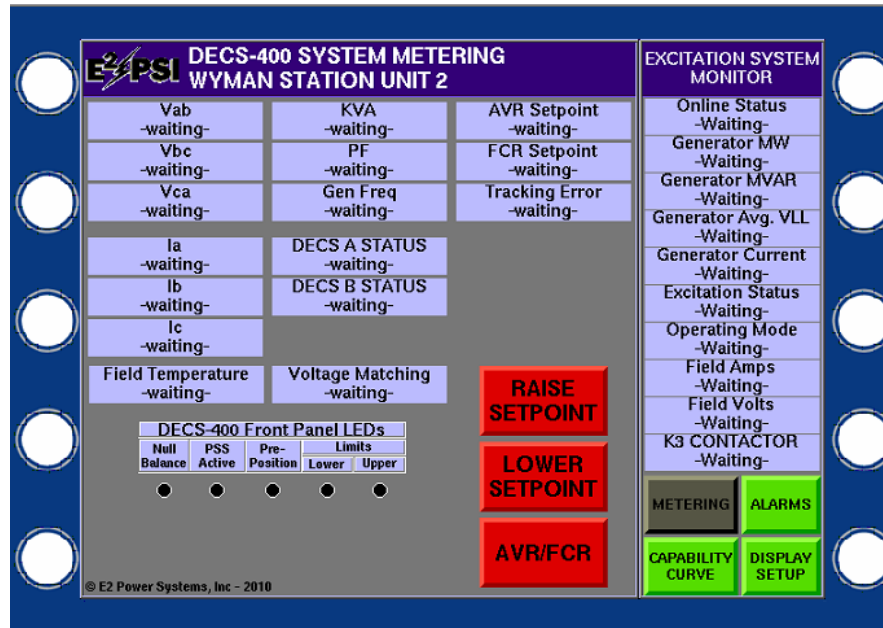 E2 PSI
DECS-400 SYSTEM METERING
WYMAN STATION UNIT 2
Vab
-waiting-
KVA
-waiting-
AVR Setpoint
-waiting-
Vbc
-waiting-
PF
-waiting-
FCR Setpoint
-waiting-
Vca
-waiting-
Gen Freq
-waiting-
Tracking Error
-waiting-
Ia
-waiting-
DECS A STATUS
-waiting-
Ib
-waiting-
DECS B STATUS
-waiting-
Ic
-waiting-
Field Temperature
-waiting-
Voltage Matching
-waiting-
DECS-400 Front Panel LEDs
Null
Balance
PSS
Active
Pre-
Position
Limits
Lower
Upper
RAISE
SETPOINT
LOWER
SETPOINT
AVR/FCR
© E2 Power Systems, Inc - 2010
EXCITATION SYSTEM
MONITOR
Online Status
-Waiting-
Generator MW
-Waiting-
Generator MVAR
-Waiting-
Generator Avg. VLL
-Waiting-
Generator Current
-Waiting-
Excitation Status
-Waiting-
Operating Mode
-Waiting-
Field Amps
-Waiting-
Field Volts
-Waiting-
K3 CONTACTOR
-Waiting-
METERING
ALARMS
CAPABILITY
CURVE
DISPLAY
SETUP